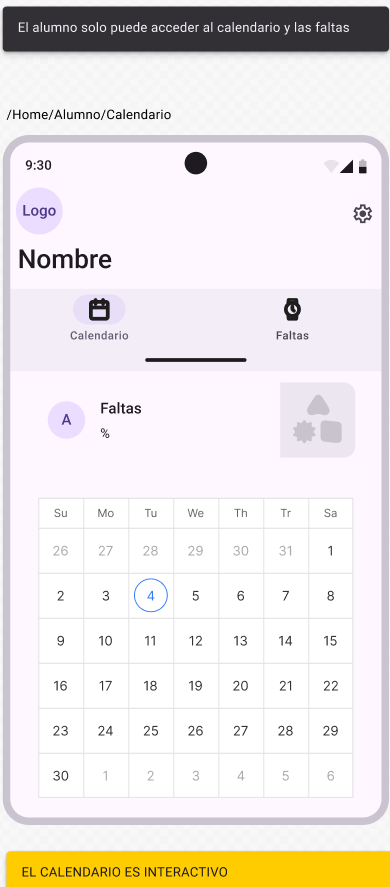 El alumno solo puede acceder al calendario y las faltas
/Home/Alumno/Calendario
9:30
Logo
Nombre
Calendario Faltas
A Faltas
%
Su Mo Tu We Th Tr Sa
26 27 28 29 30 31 1
2 3 4 5 6 7 8
9 10 11 12 13 14 15
16 17 18 19 20 21 22
23 24 25 26 27 28 29
30 1 2 3 4 5 6
EL CALENDARIO ES INTERACTIVO